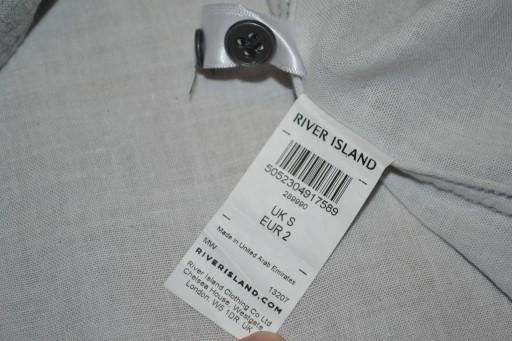 RIVER ISLAND
5052304917589
289990
UK S
EUR 2
Made in United Arab Emirates
MW
13207
RIVERISLAND.COM
River Island Clothing Co Ltd
Chelsea House, Westgate
London, W5 1DR, UK